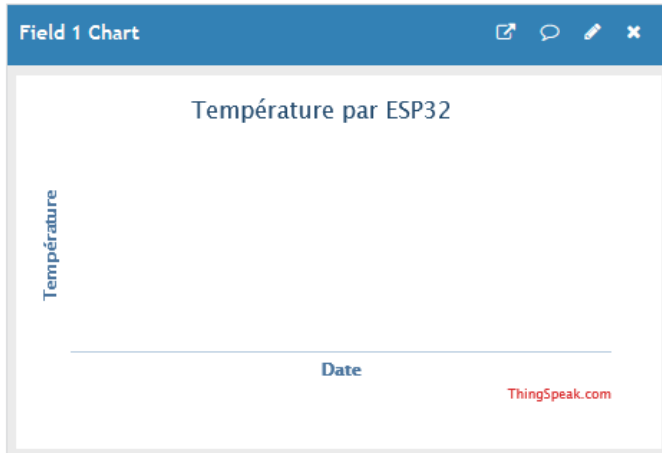 Field 1 Chart
Température par ESP32
Température
Date
ThingSpeak.com